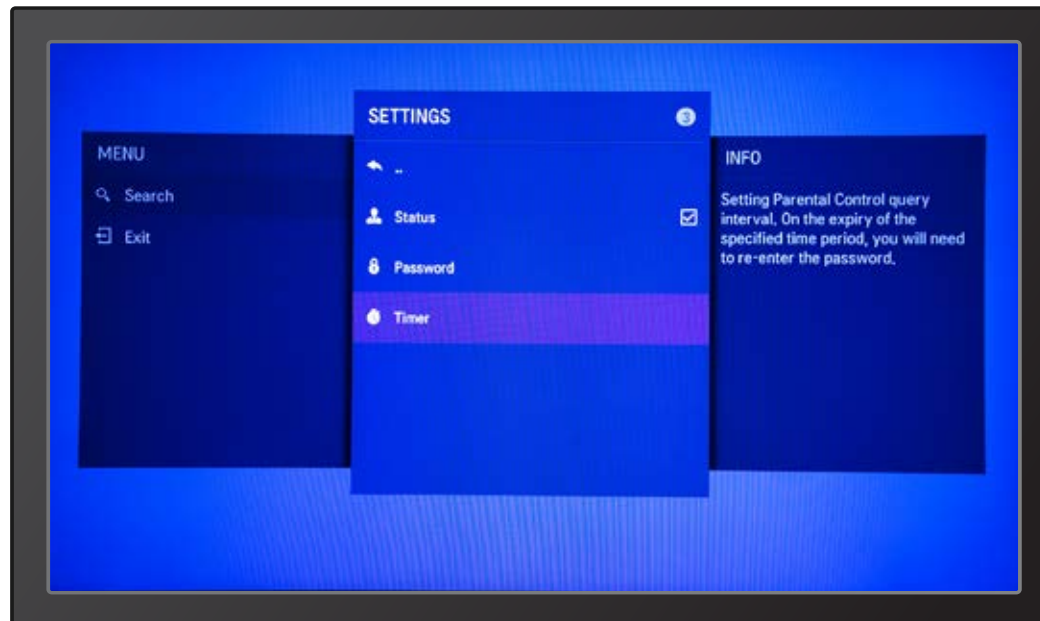 MENU
Search
Exit
SETTINGS
3
..
Status
Password
Timer
INFO
Setting Parental Control query
interval, On the expiry of the
specified time period, you will need
to re-enter the password.